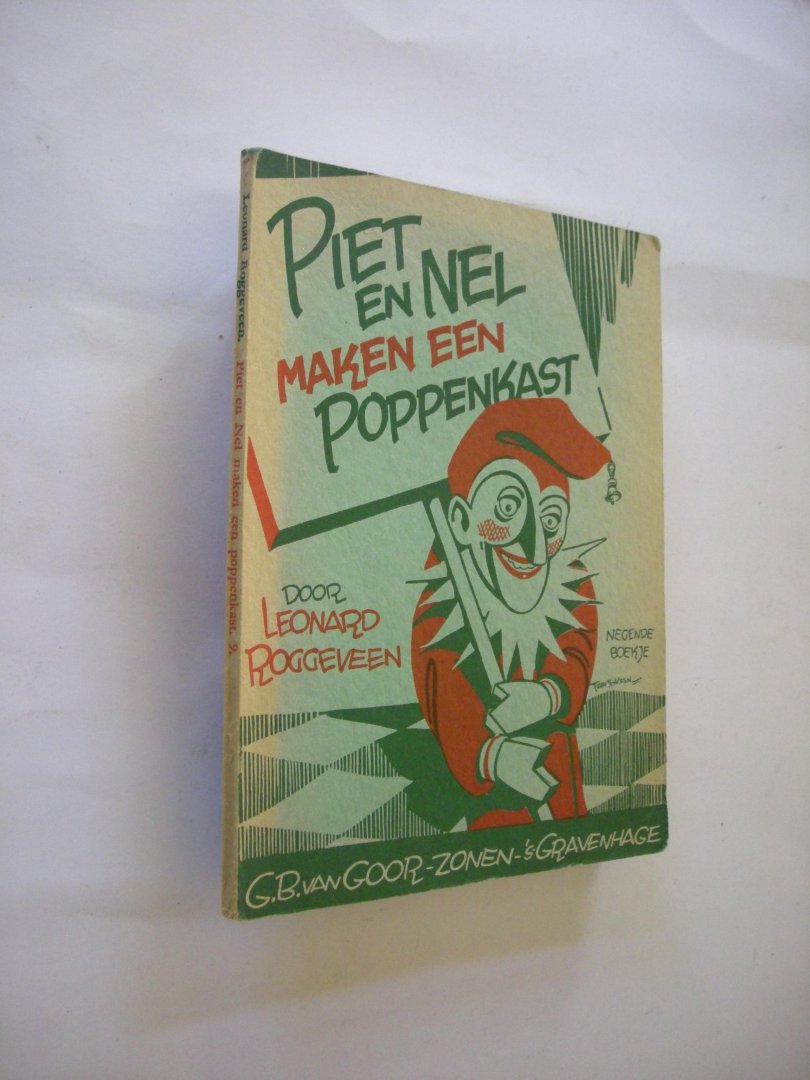 Leonard Roggeveen. Piet en Nel maken een poppenkast. 9.
PIET
EN NEL
MAKEN EEN
POPPENKAST
DOOR
LEONARD
ROGGEVEEN
NEGENDE
BOEKJE
G.B. VAN GOOR-ZONEN-'S-GRAVENHAGE